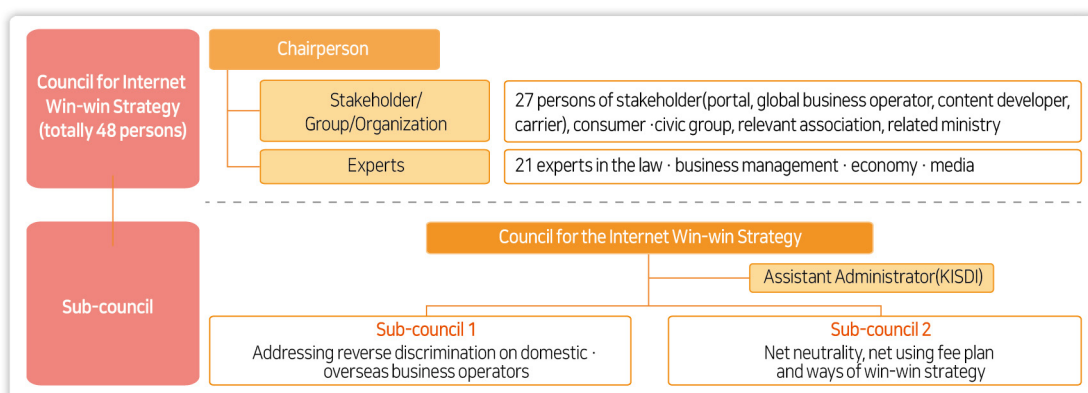 Council for Internet
Win-win Strategy
(totally 48 persons)
Chairperson
Stakeholder/
Group/Organization
27 persons of stakeholder(portal, global business operator, content developer,
carrier), consumer ·civic group, relevant association, related ministry
Experts
21 experts in the law · business management · economy · media
Sub-council
Council for the Internet Win-win Strategy
Assistant Administrator(KISDI)
Sub-council 1
Addressing reverse discrimination on domestic ·
overseas business operators
Sub-council 2
Net neutrality, net using fee plan
and ways of win-win strategy